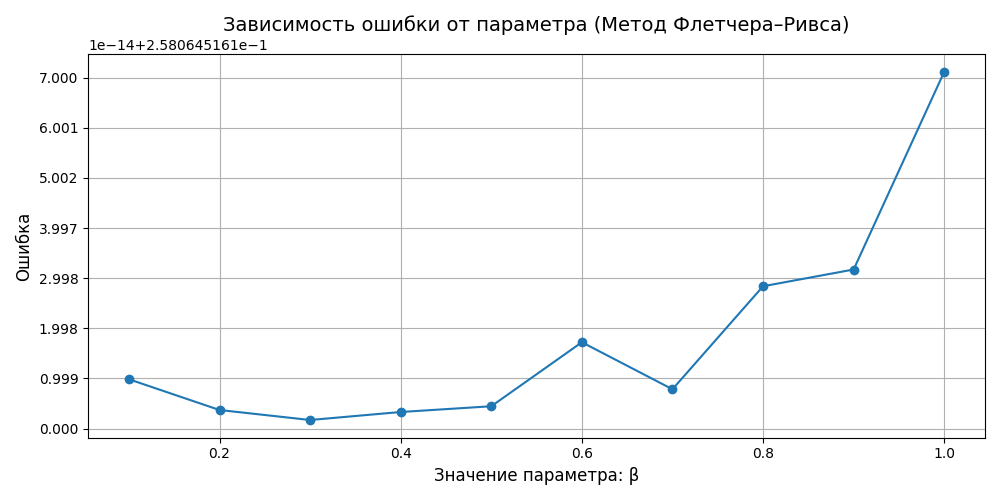 Зависимость ошибки от параметра (Метод Флетчера–Ривса)
1e−14+2.580645161e−1
7.000
6.001
5.002
3.997
2.998
1.998
0.999
0.000
Ошибка
0.2 0.4 0.6 0.8 1.0
Значение параметра: β